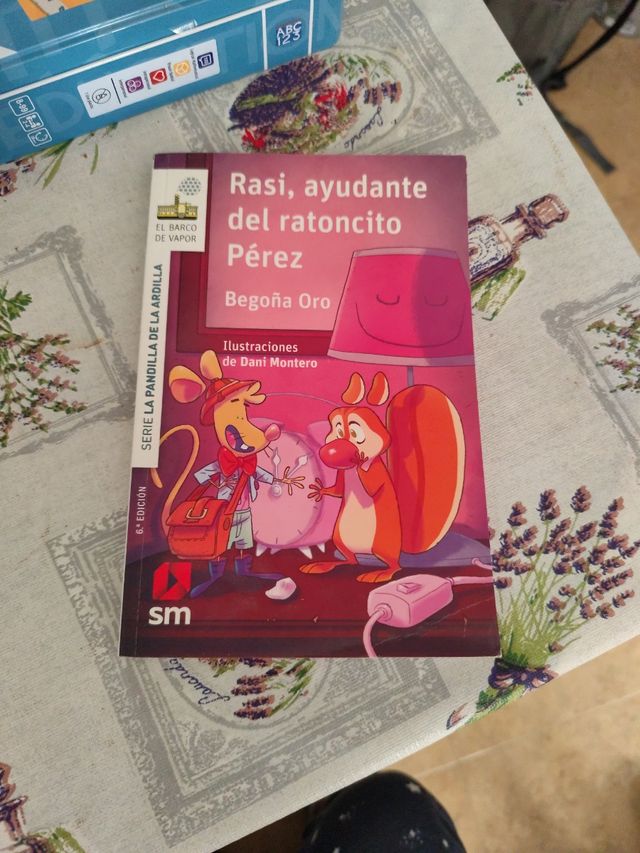 ABC
123
EL BARCO
DE VAPOR
SERIE LA PANDILLA DE LA ARDILLA
6.ª EDICIÓN
Rasi, ayudante
del ratoncito
Pérez
Begoña Oro
Ilustraciones
de Dani Montero
sm
Lavando